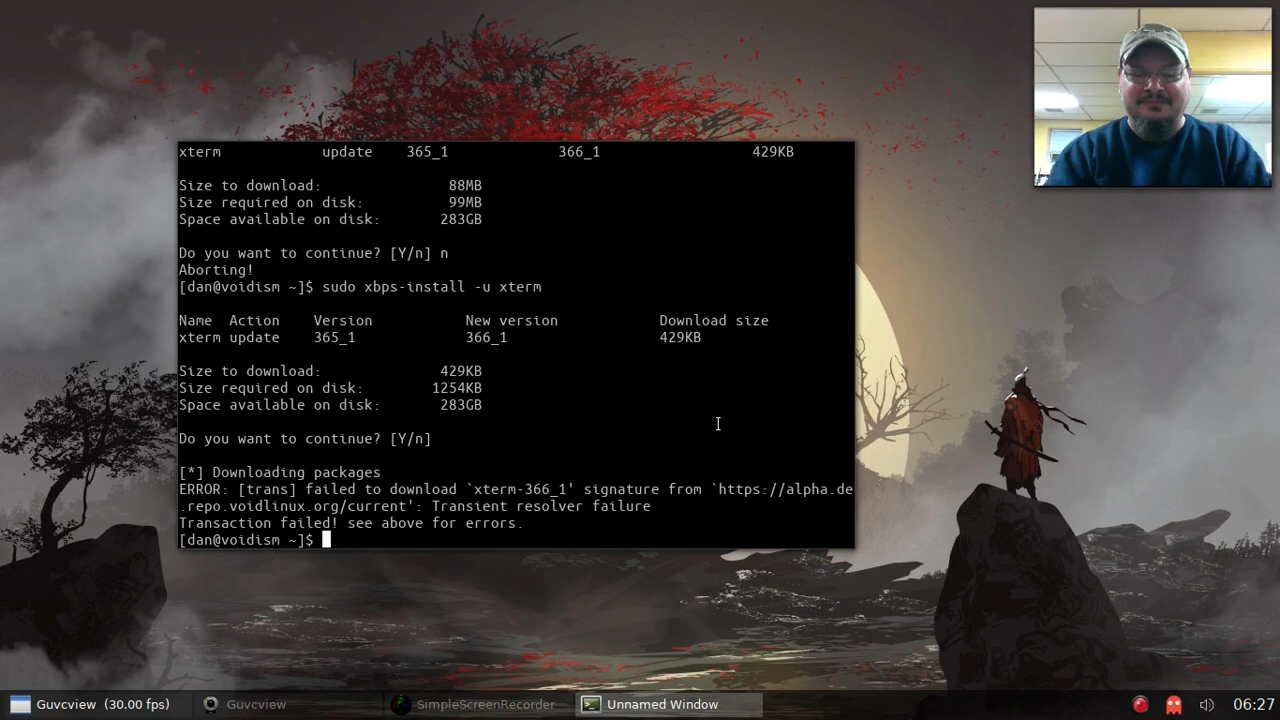 xterm update 365_1 366_1 429KB
Size to download: 88MB
Size required on disk: 99MB
Space available on disk: 283GB
Do you want to continue? [Y/n] n
Aborting!
[dan@voidism ~]$ sudo xbps-install -u xterm
Name Action Version New version Download size
xterm update 365_1 366_1 429KB
Size to download: 429KB
Size required on disk: 1254KB
Space available on disk: 283GB
Do you want to continue? [Y/n]
[*] Downloading packages
ERROR: [trans] failed to download `xterm-366_1' signature from `https://alpha.de
.repo.voidlinux.org/current': Transient resolver failure
Transaction failed! see above for errors.
[dan@voidism ~]$
Guvcview (30.00 fps) Guvcview SimpleScreenRecorder Unnamed Window 06:27